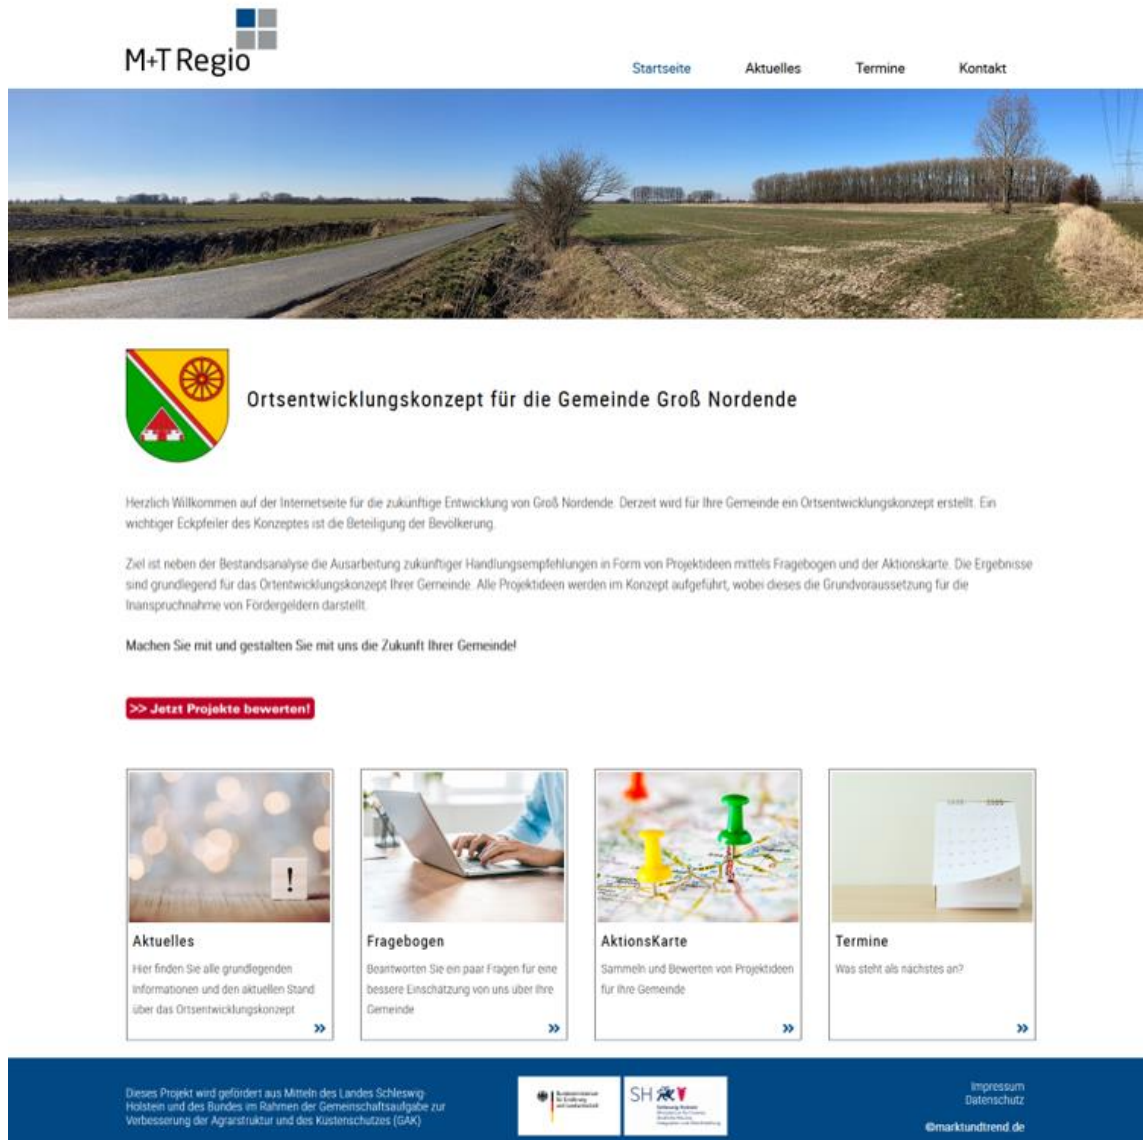 M+T Regio
Startseite Aktuelles Termine Kontakt
Ortsentwicklungskonzept für die Gemeinde Groß Nordende
Herzlich Willkommen auf der Internetseite für die zukünftige Entwicklung von Groß Nordende. Derzeit wird für Ihre Gemeinde ein Ortsentwicklungskonzept erstellt. Ein
wichtiger Eckpfeiler des Konzeptes ist die Beteiligung der Bevölkerung.
Ziel ist neben der Bestandsanalyse die Ausarbeitung zukünftiger Handlungsempfehlungen in Form von Projektideen mittels Fragebogen und der Aktionskarte. Die Ergebnisse
sind grundlegend für das Ortentwicklungskonzept Ihrer Gemeinde. Alle Projektideen werden im Konzept aufgeführt, wobei dieses die Grundvoraussetzung für die
Inanspruchnahme von Fördergeldern darstellt.
Machen Sie mit und gestalten Sie mit uns die Zukunft Ihrer Gemeinde!
>> Jetzt Projekte bewerten!
!
Aktuelles
Hier finden Sie alle grundlegenden
Informationen und den aktuellen Stand
über das Ortsentwicklungskonzept
»
Fragebogen
Beantworten Sie ein paar Fragen für eine
bessere Einschätzung von uns über Ihre
Gemeinde
»
AktionsKarte
Sammeln und Bewerten von Projektideen
für Ihre Gemeinde
»
Termine
Was steht als nächstes an?
»
Dieses Projekt wird gefördert aus Mitteln des Landes Schleswig-
Holstein und des Bundes im Rahmen der Gemeinschaftsaufgabe zur
Verbesserung der Agrarstruktur und des Küstenschutzes (GAK)
Bundesministerium
für Ernährung
und Landwirtschaft
SH
Schleswig-Holstein
Impressum
Datenschutz
©marktundtrend.de